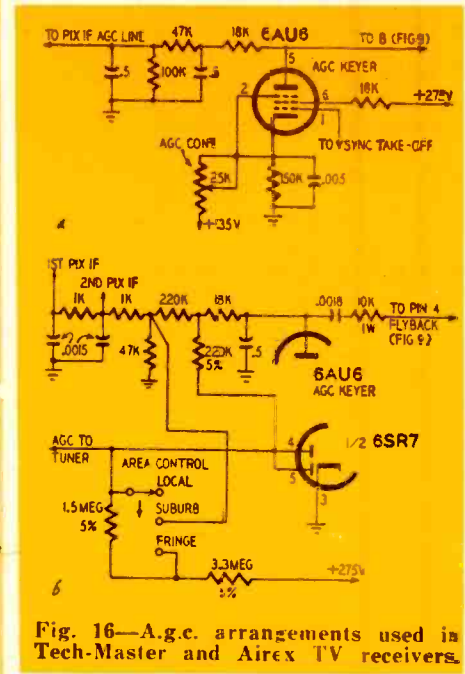 TO PIX IF AGC LINE 47K 18K 6AU6 TO B (FIG 9)
5
AGC KEYER
.5 100K .5 2 6 18K +275V
1
TO SYNC TAKE-OFF
AGC CONT
25K 150K .005
+135V
a
1ST PIX IF
2ND PIX IF
1K 1K 220K 18K .0018 10K TO PIN 4
1W FLYBACK
(FIG 9)
.0015 47K 220K .5
5%
6AU6
AGC KEYER
AGC TO 4 1/2 6SR7
TUNER AREA CONTROL 5
LOCAL 3
1.5 MEG SUBURB
5%
FRINGE
3.3MEG +275V
5%
b
Fig. 16—A.g.c. arrangements used in
Tech-Master and Airex TV receivers.